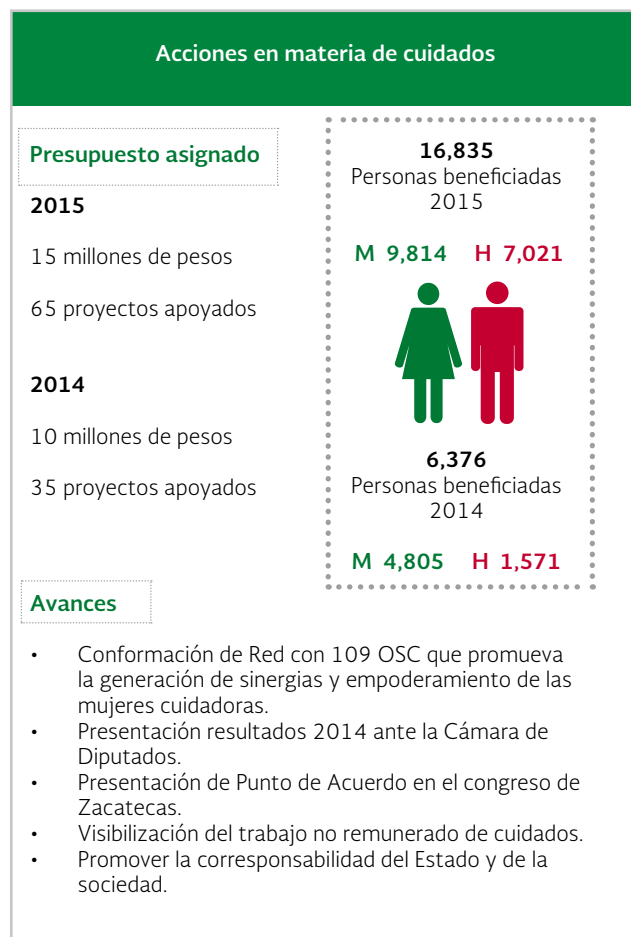 Acciones en materia de cuidados
Presupuesto asignado
2015
15 millones de pesos
65 proyectos apoyados
2014
10 millones de pesos
35 proyectos apoyados
16,835
Personas beneficiadas
2015
M 9,814 H 7,021
6,376
Personas beneficiadas
2014
M 4,805 H 1,571
Avances
• Conformación de Red con 109 OSC que promueva
la generación de sinergias y empoderamiento de las
mujeres cuidadoras.
• Presentación resultados 2014 ante la Cámara de
Diputados.
• Presentación de Punto de Acuerdo en el congreso de
Zacatecas.
• Visibilización del trabajo no remunerado de cuidados.
• Promover la corresponsabilidad del Estado y de la
sociedad.